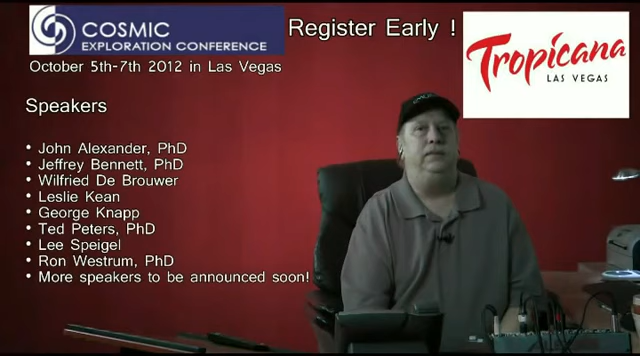 COSMIC
EXPLORATION CONFERENCE
Register Early !
Tropicana
LAS VEGAS
October 5th-7th 2012 in Las Vegas
Speakers
• John Alexander, PhD
• Jeffrey Bennett, PhD
• Wilfried De Brouwer
• Leslie Kean
• George Knapp
• Ted Peters, PhD
• Lee Speigel
• Ron Westrum, PhD
• More speakers to be announced soon!